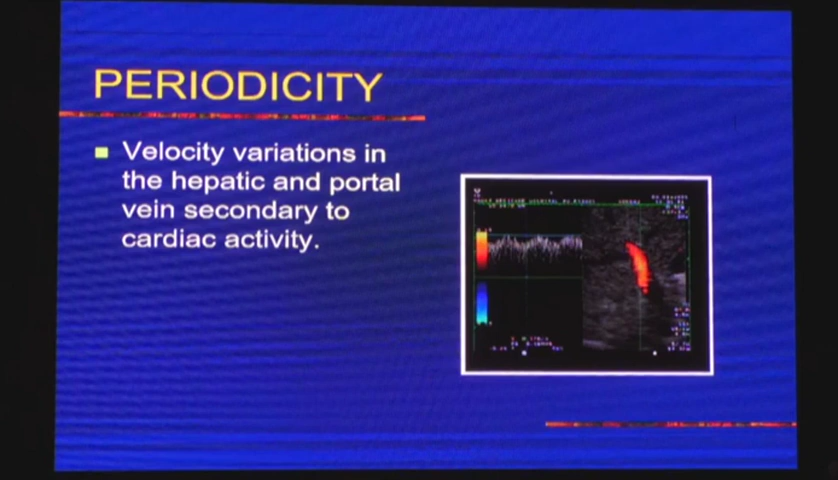 PERIODICITY
Velocity variations in
the hepatic and portal
vein secondary to
cardiac activity.